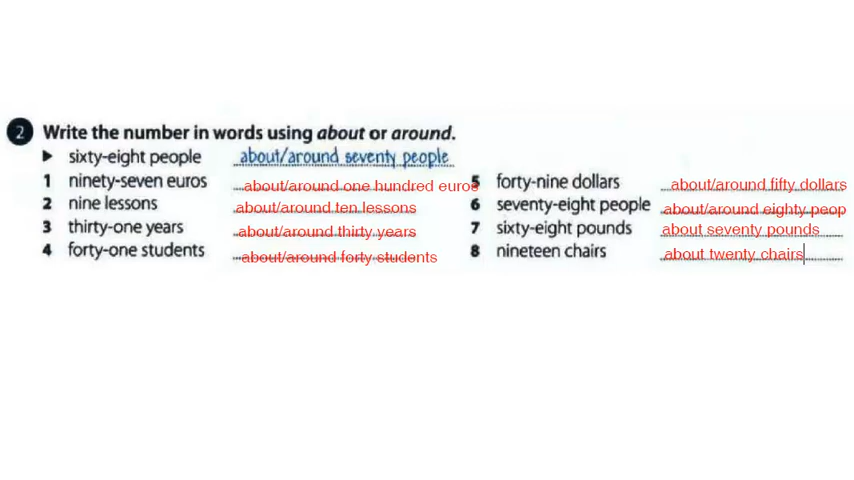 2 Write the number in words using about or around.
▶ sixty-eight people about/around seventy people
1 ninety-seven euros about/around one hundred euros
2 nine lessons about/around ten lessons
3 thirty-one years about/around thirty years
4 forty-one students about/around forty students
5 forty-nine dollars about/around fifty dollars
6 seventy-eight people about/around eighty peop
7 sixty-eight pounds about seventy pounds
8 nineteen chairs about twenty chairs